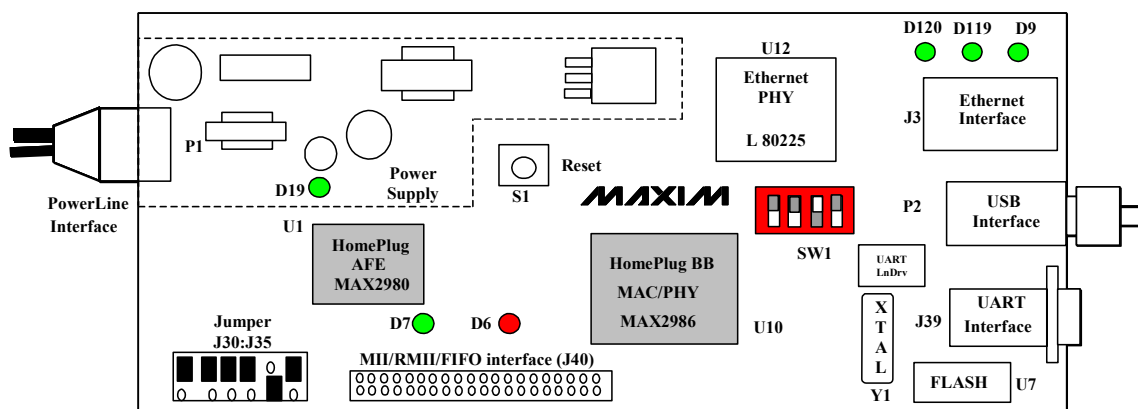 D120 D119 D9
U12
Ethernet
PHY
L 80225
J3
Ethernet
Interface
P1
D19
Power
Supply
Reset
S1
MAXIM
PowerLine
Interface
U1
HomePlug
AFE
MAX2980
HomePlug BB
MAC/PHY
MAX2986
U10
SW1
P2
USB
Interface
UART
LnDrv
J39
UART
Interface
XTAL
Y1
FLASH
U7
D7
D6
Jumper
J30:J35
MII/RMII/FIFO interface (J40)